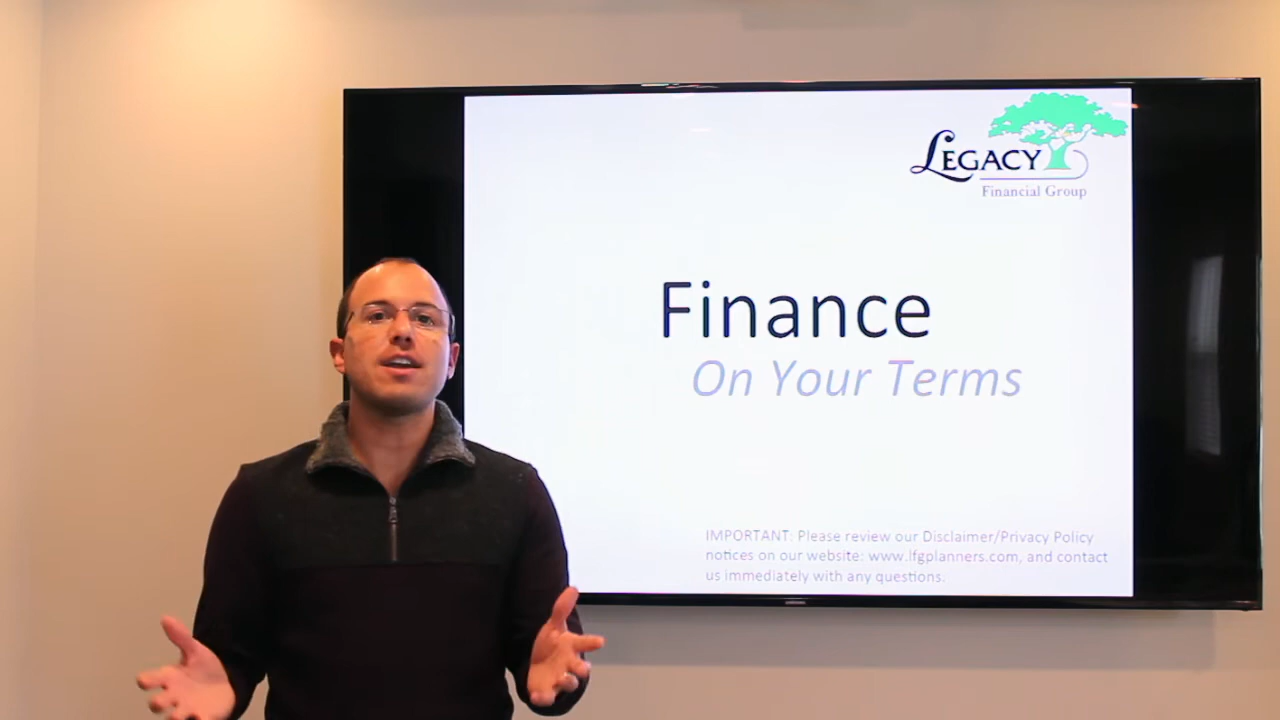 LEGACY
Financial Group
Finance
On Your Terms
IMPORTANT: Please review our Disclaimer/Privacy Policy
notices on our website: www.lfgplanners.com, and contact
us immediately with any questions.